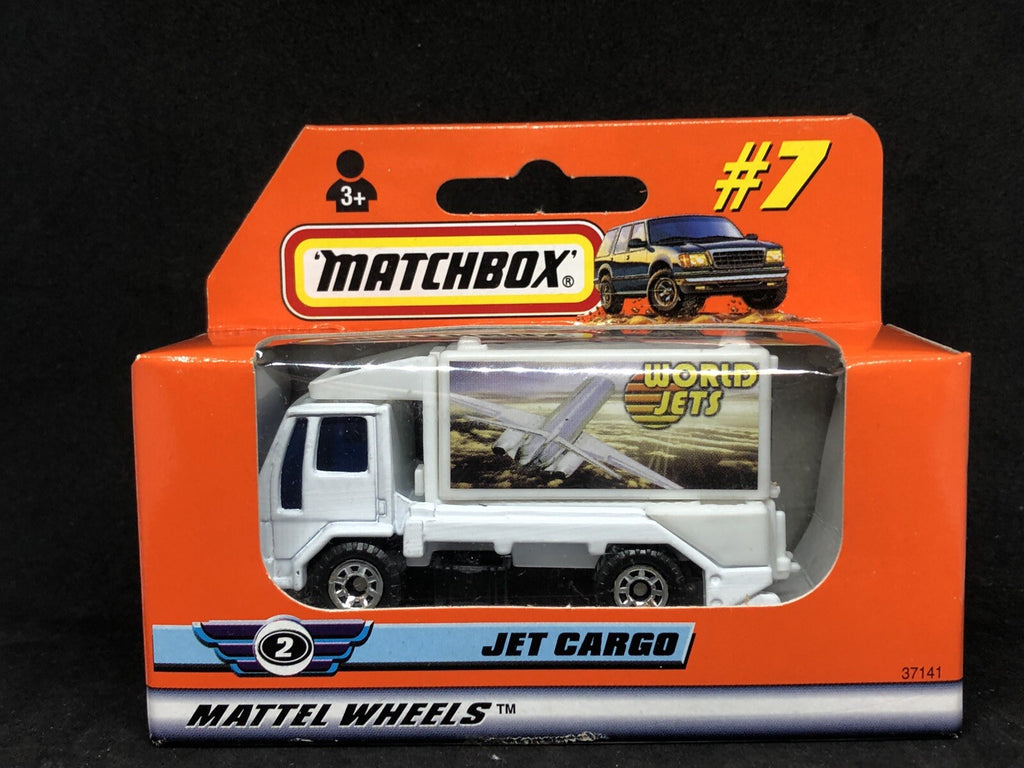 #7
3+
'MATCHBOX'®
WORLD
JETS
2
JET CARGO
37141
MATTEL WHEELS™